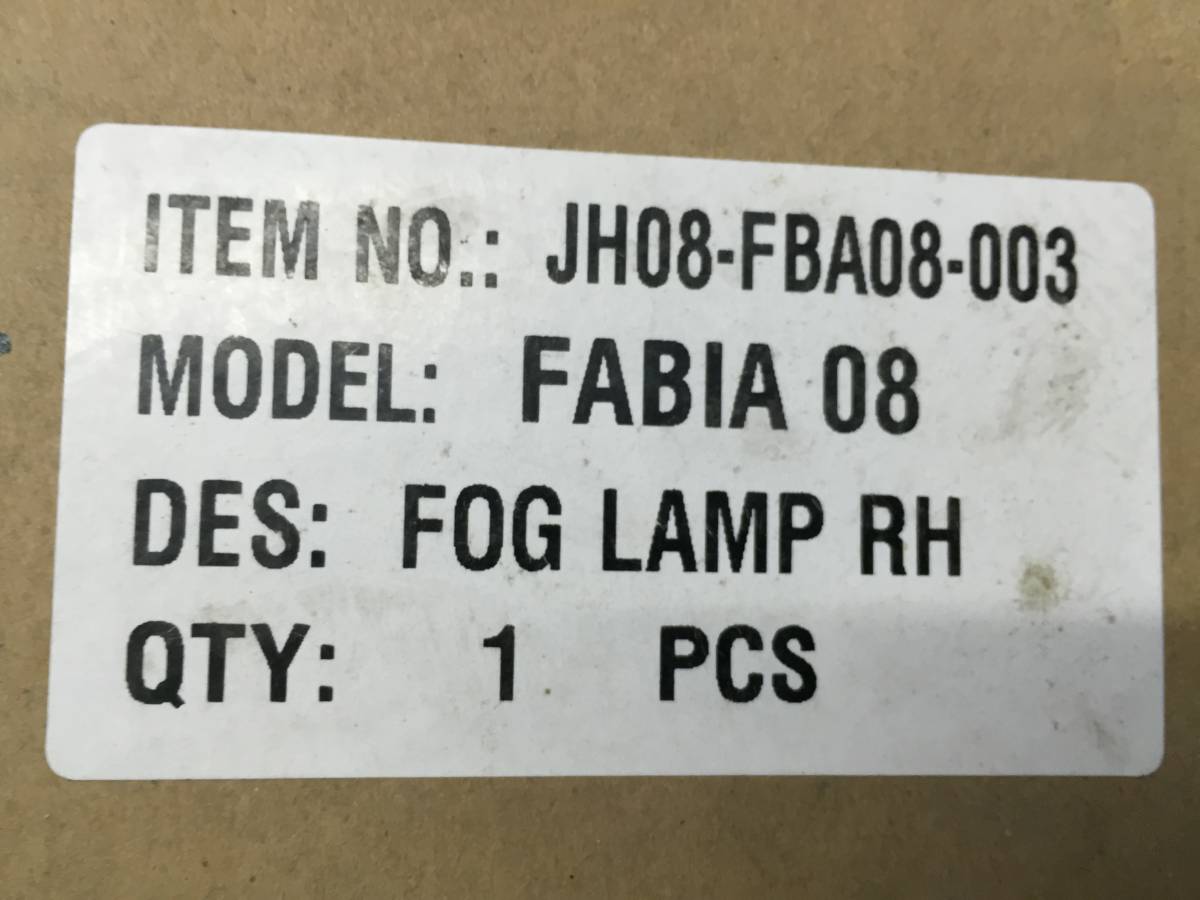 ITEM NO.: JH08-FBA08-003
MODEL: FABIA 08
DES: FOG LAMP RH
QTY: 1 PCS